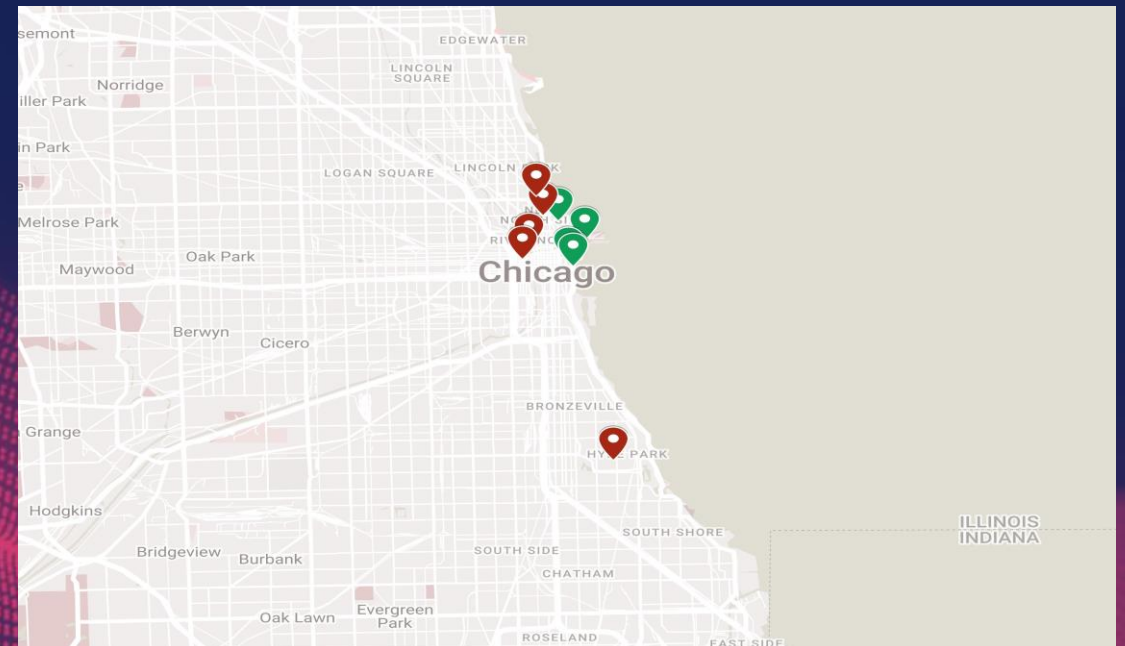 semont
EDGEWATER
LINCOLN
SQUARE
Norridge
iller Park
in Park
LOGAN SQUARE
LINCOLN
K
e
Melrose Park
Oak Park
Maywood
Chicago
Berwyn
Cicero
BRONZEVILLE
Grange
PARK
Hodgkins
SOUTH SHORE
ILLINOIS
INDIANA
Bridgeview
Burbank
SOUTH SIDE
CHATHAM
Oak Lawn
Evergreen
Park
ROSELAND
EAST SIDE